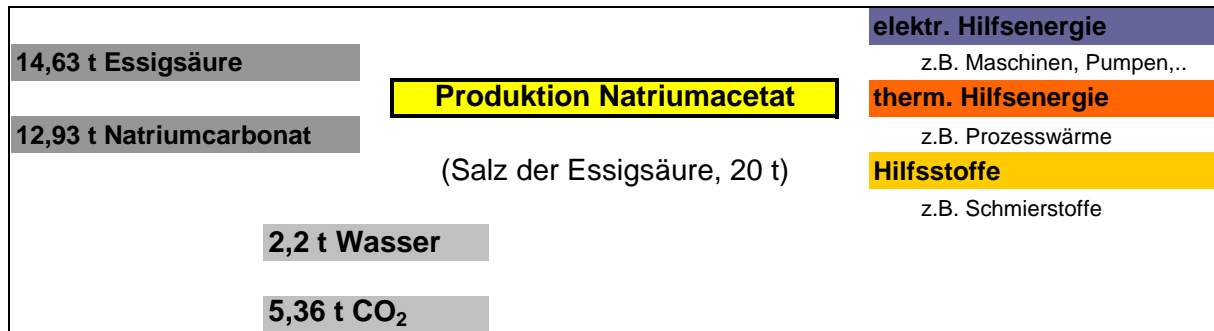 14,63 t Essigsäure
12,93 t Natriumcarbonat
Produktion Natriumacetat
(Salz der Essigsäure, 20 t)
2,2 t Wasser
5,36 t CO₂
elektr. Hilfsenergie
z.B. Maschinen, Pumpen,..
therm. Hilfsenergie
z.B. Prozesswärme
Hilfsstoffe
z.B. Schmierstoffe